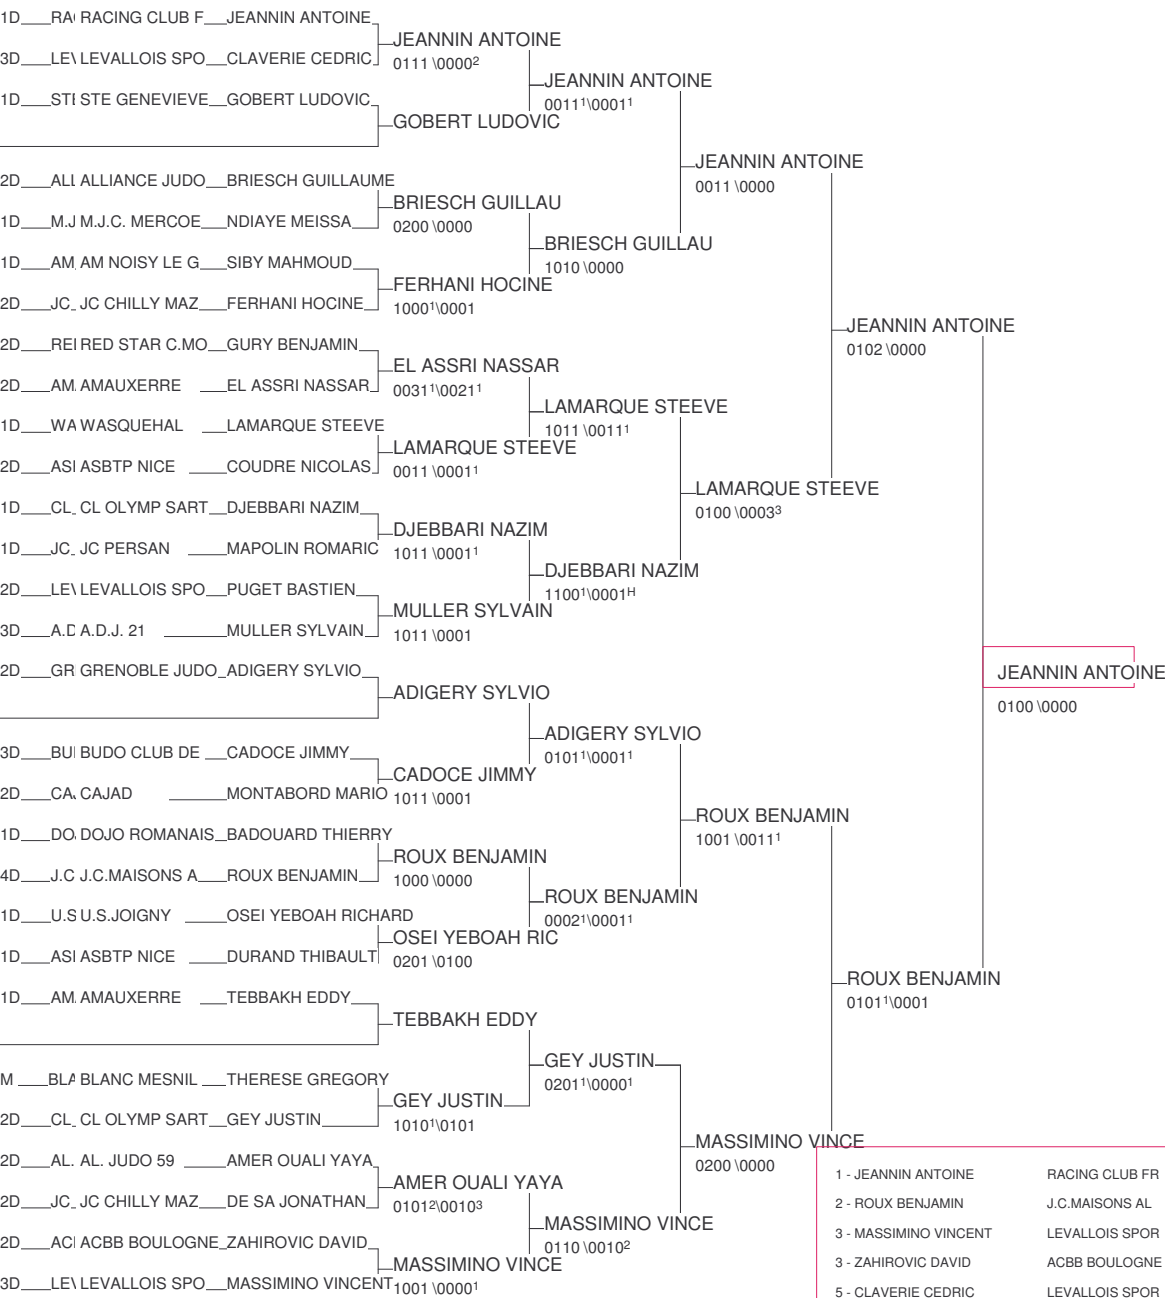 1D RA RACING CLUB F JEANNIN ANTOINE
JEANNIN ANTOINE
3D LEV LEVALLOIS SPO CLAVERIE CEDRIC
0111 \0000²
JEANNIN ANTOINE
1D STE STE GENEVIEVE GOBERT LUDOVIC
0011¹\0001¹
GOBERT LUDOVIC
JEANNIN ANTOINE
2D ALL ALLIANCE JUDO BRIESCH GUILLAUME
0011 \0000
BRIESCH GUILLAU
1D M.J M.J.C. MERCOE NDIAYE MEISSA
0200 \0000
BRIESCH GUILLAU
1D AM AM NOISY LE G SIBY MAHMOUD
1010 \0000
FERHANI HOCINE
2D JC_ JC CHILLY MAZ FERHANI HOCINE
1000¹\0001
JEANNIN ANTOINE
2D RE RED STAR C.MO GURY BENJAMIN
0102 \0000
EL ASSRI NASSAR
2D AM AMAUXERRE EL ASSRI NASSAR
0031¹\0021¹
LAMARQUE STEEVE
1D WA WASQUEHAL LAMARQUE STEEVE
1011 \0011¹
LAMARQUE STEEVE
2D ASI ASBTP NICE COUDRE NICOLAS
0011 \0001¹
LAMARQUE STEEVE
1D CL_ CL OLYMP SART DJEBBARI NAZIM
0100 \0003³
DJEBBARI NAZIM
1D JC_ JC PERSAN MAPOLIN ROMARIC
1011 \0001¹
DJEBBARI NAZIM
2D LEV LEVALLOIS SPO PUGET BASTIEN
1100¹\0001ᴴ
MULLER SYLVAIN
3D A.D A.D.J. 21 MULLER SYLVAIN
1011 \0001
2D GR GRENOBLE JUDO ADIGERY SYLVIO
JEANNIN ANTOINE
ADIGERY SYLVIO
0100 \0000
ADIGERY SYLVIO
3D BU BUDO CLUB DE CADOCE JIMMY
0101¹\0001¹
CADOCE JIMMY
2D CA CAJAD MONTABORD MARIO
1011 \0001
ROUX BENJAMIN
1D DO DOJO ROMANAIS BADOUARD THIERRY
1001 \0011¹
ROUX BENJAMIN
4D J.C J.C.MAISONS A ROUX BENJAMIN
1000 \0000
ROUX BENJAMIN
1D U.S U.S.JOIGNY OSEI YEBOAH RICHARD
0002¹\0001¹
OSEI YEBOAH RIC
1D ASI ASBTP NICE DURAND THIBAULT
0201 \0100
ROUX BENJAMIN
1D AM AMAUXERRE TEBBAKH EDDY
0101¹\0001
TEBBAKH EDDY
GEY JUSTIN
M BLA BLANC MESNIL THERESE GREGORY
0201¹\0000¹
GEY JUSTIN
2D CL_ CL OLYMP SART GEY JUSTIN
1010¹\0101
MASSIMINO VINCE
2D AL. AL. JUDO 59 AMER OUALI YAYA
0200 \0000
AMER OUALI YAYA
2D JC_ JC CHILLY MAZ DE SA JONATHAN
0101²\0010³
MASSIMINO VINCE
2D AC ACBB BOULOGNE ZAHIROVIC DAVID
0110 \0010²
MASSIMINO VINCE
3D LEV LEVALLOIS SPO MASSIMINO VINCENT
1001 \0000¹
1 - JEANNIN ANTOINE RACING CLUB FR
2 - ROUX BENJAMIN J.C.MAISONS AL
3 - MASSIMINO VINCENT LEVALLOIS SPOR
3 - ZAHIROVIC DAVID ACBB BOULOGNE
5 - CLAVERIE CEDRIC LEVALLOIS SPOR